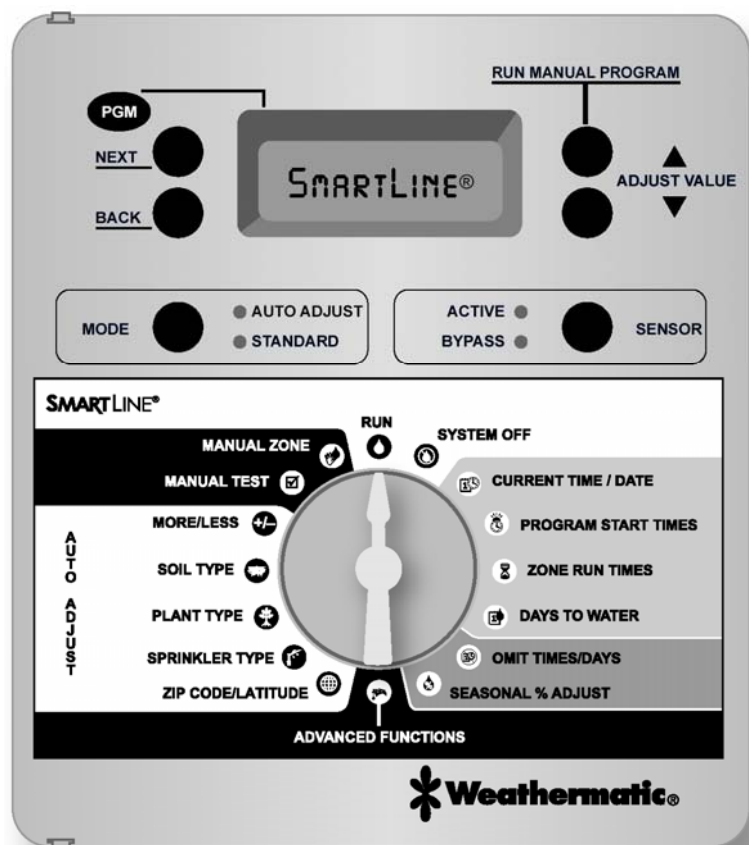 RUN MANUAL PROGRAM
PGM
NEXT
BACK
SMARTLINE®
ADJUST VALUE
MODE
AUTO ADJUST
STANDARD
ACTIVE
BYPASS
SENSOR
SMARTLINE®
RUN
SYSTEM OFF
MANUAL ZONE
MANUAL TEST
MORE/LESS
SOIL TYPE
PLANT TYPE
SPRINKLER TYPE
ZIP CODE/LATITUDE
AUTO ADJUST
CURRENT TIME / DATE
PROGRAM START TIMES
ZONE RUN TIMES
DAYS TO WATER
OMIT TIMES/DAYS
SEASONAL % ADJUST
ADVANCED FUNCTIONS
Weathermatic®